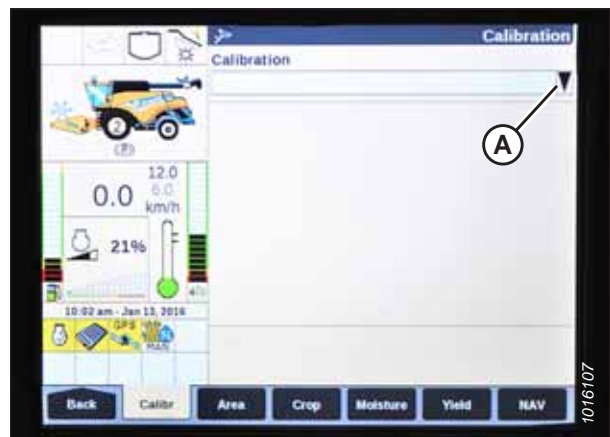 Calibration
Calibration
A
2
(P)
12.0
0.0 6.0
km/h
21%
10:02 am - Jan 13, 2016
GPS
MAN
Back Calibr Area Crop Moisture Yield NAV
1016107